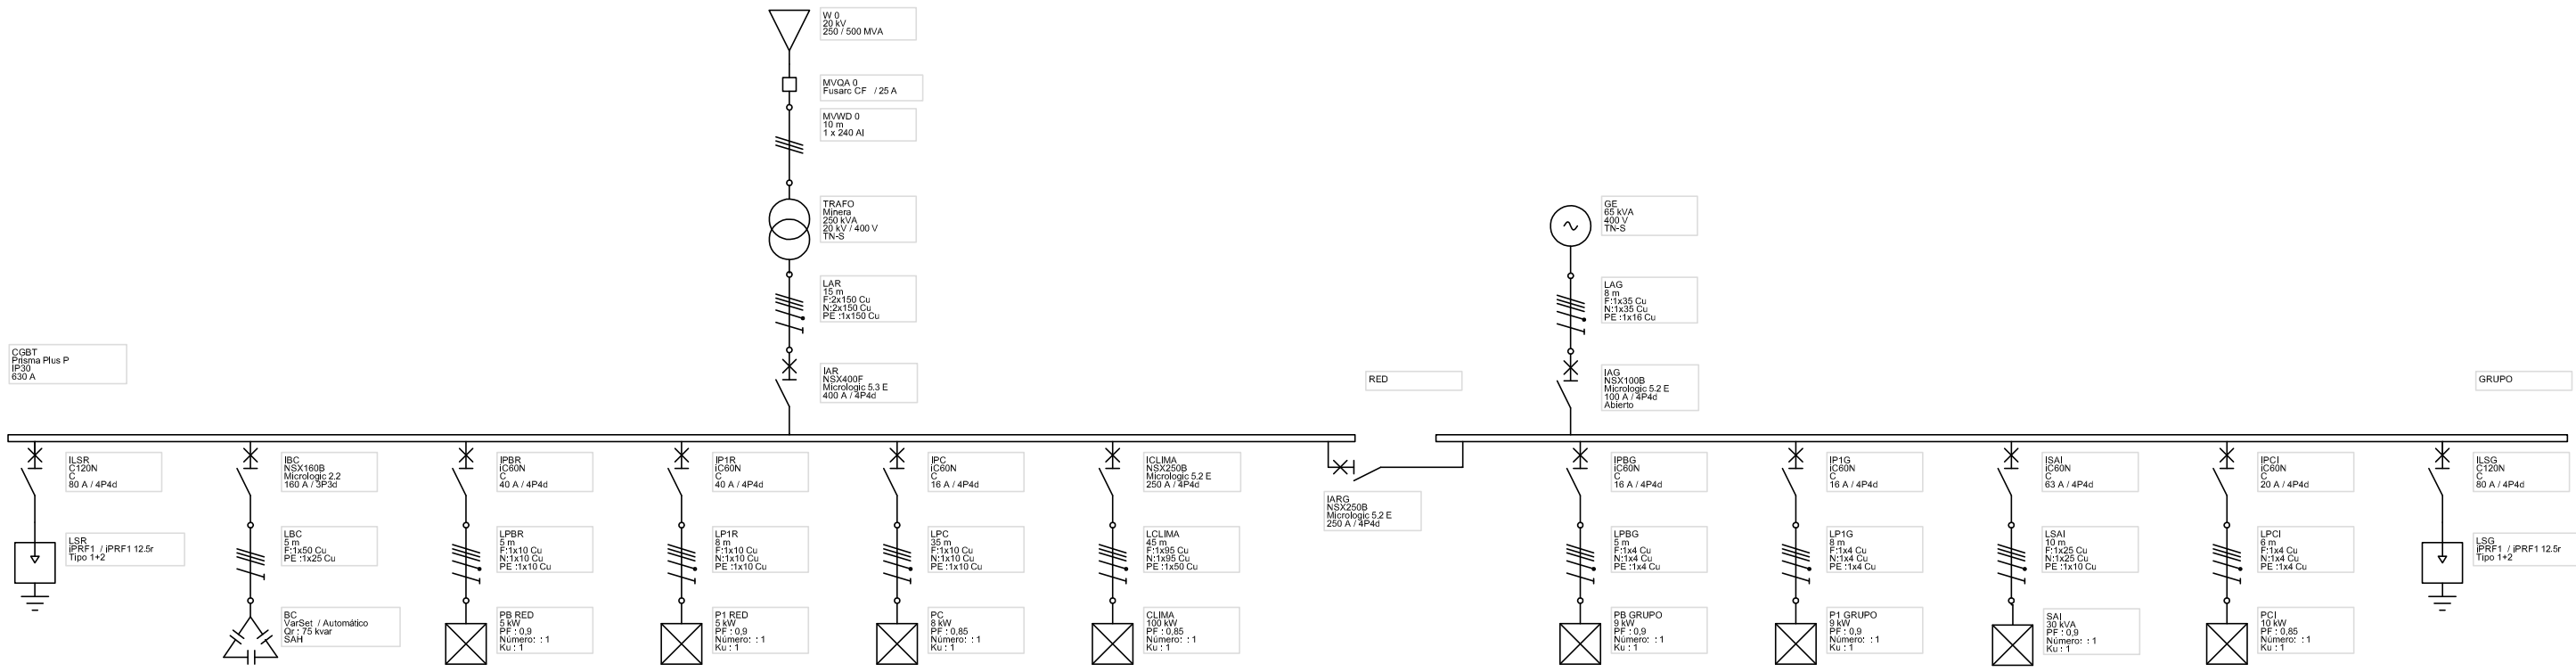 W 0
20 kV
250 / 500 MVA
MVQA 0
Fusarc CF / 25 A
MVWD 0
10 m
1 x 240 Al
TRAFO
Minera
250 kVA
20 kV / 400 V
TN-S
GE
65 kVA
400 V
TN-S
LAR
15 m
F:2x150 Cu
N:2x150 Cu
PE :1x150 Cu
LAG
8 m
F:1x35 Cu
N:1x35 Cu
PE :1x16 Cu
CGBT
Prisma Plus P
IP30
630 A
IAR
NSX400F
Micrologic 5.3 E
400 A / 4P4d
RED
IAG
NSX100B
Micrologic 5.2 E
100 A / 4P4d
Abierto
GRUPO
ILSR
C120N
C
80 A / 4P4d
IBC
NSX160B
Micrologic 2.2
160 A / 3P3d
IPBR
iC60N
C
40 A / 4P4d
IP1R
iC60N
C
40 A / 4P4d
IPC
iC60N
C
16 A / 4P4d
ICLIMA
NSX250B
Micrologic 5.2 E
250 A / 4P4d
IARG
NSX250B
Micrologic 5.2 E
250 A / 4P4d
IPBG
iC60N
C
16 A / 4P4d
IP1G
iC60N
C
16 A / 4P4d
ISAI
iC60N
C
63 A / 4P4d
IPCI
iC60N
C
20 A / 4P4d
ILSG
C120N
C
80 A / 4P4d
LSR
iPRF1 / iPRF1 12.5r
Tipo 1+2
LBC
5 m
F:1x50 Cu
PE :1x25 Cu
LPBR
5 m
F:1x10 Cu
N:1x10 Cu
PE :1x10 Cu
LP1R
8 m
F:1x10 Cu
N:1x10 Cu
PE :1x10 Cu
LPC
35 m
F:1x10 Cu
N:1x10 Cu
PE :1x10 Cu
LCLIMA
45 m
F:1x95 Cu
N:1x95 Cu
PE :1x50 Cu
LPBG
5 m
F:1x4 Cu
N:1x4 Cu
PE :1x4 Cu
LP1G
8 m
F:1x4 Cu
N:1x4 Cu
PE :1x4 Cu
LSAI
10 m
F:1x25 Cu
N:1x25 Cu
PE :1x10 Cu
LPCI
6 m
F:1x4 Cu
N:1x4 Cu
PE :1x4 Cu
LSG
iPRF1 / iPRF1 12.5r
Tipo 1+2
BC
VarSet / Automático
Qr : 75 kvar
SAH
PB RED
5 kW
PF : 0,9
Número: : 1
Ku : 1
P1 RED
5 kW
PF : 0,9
Número: : 1
Ku : 1
PC
8 kW
PF : 0,85
Número: : 1
Ku : 1
CLIMA
100 kW
PF : 0,85
Número: : 1
Ku : 1
PB GRUPO
9 kW
PF : 0,9
Número: : 1
Ku : 1
P1 GRUPO
9 kW
PF : 0,9
Número: : 1
Ku : 1
SAI
30 kVA
PF : 0,9
Número: : 1
Ku : 1
PCI
10 kW
PF : 0,85
Número: : 1
Ku : 1